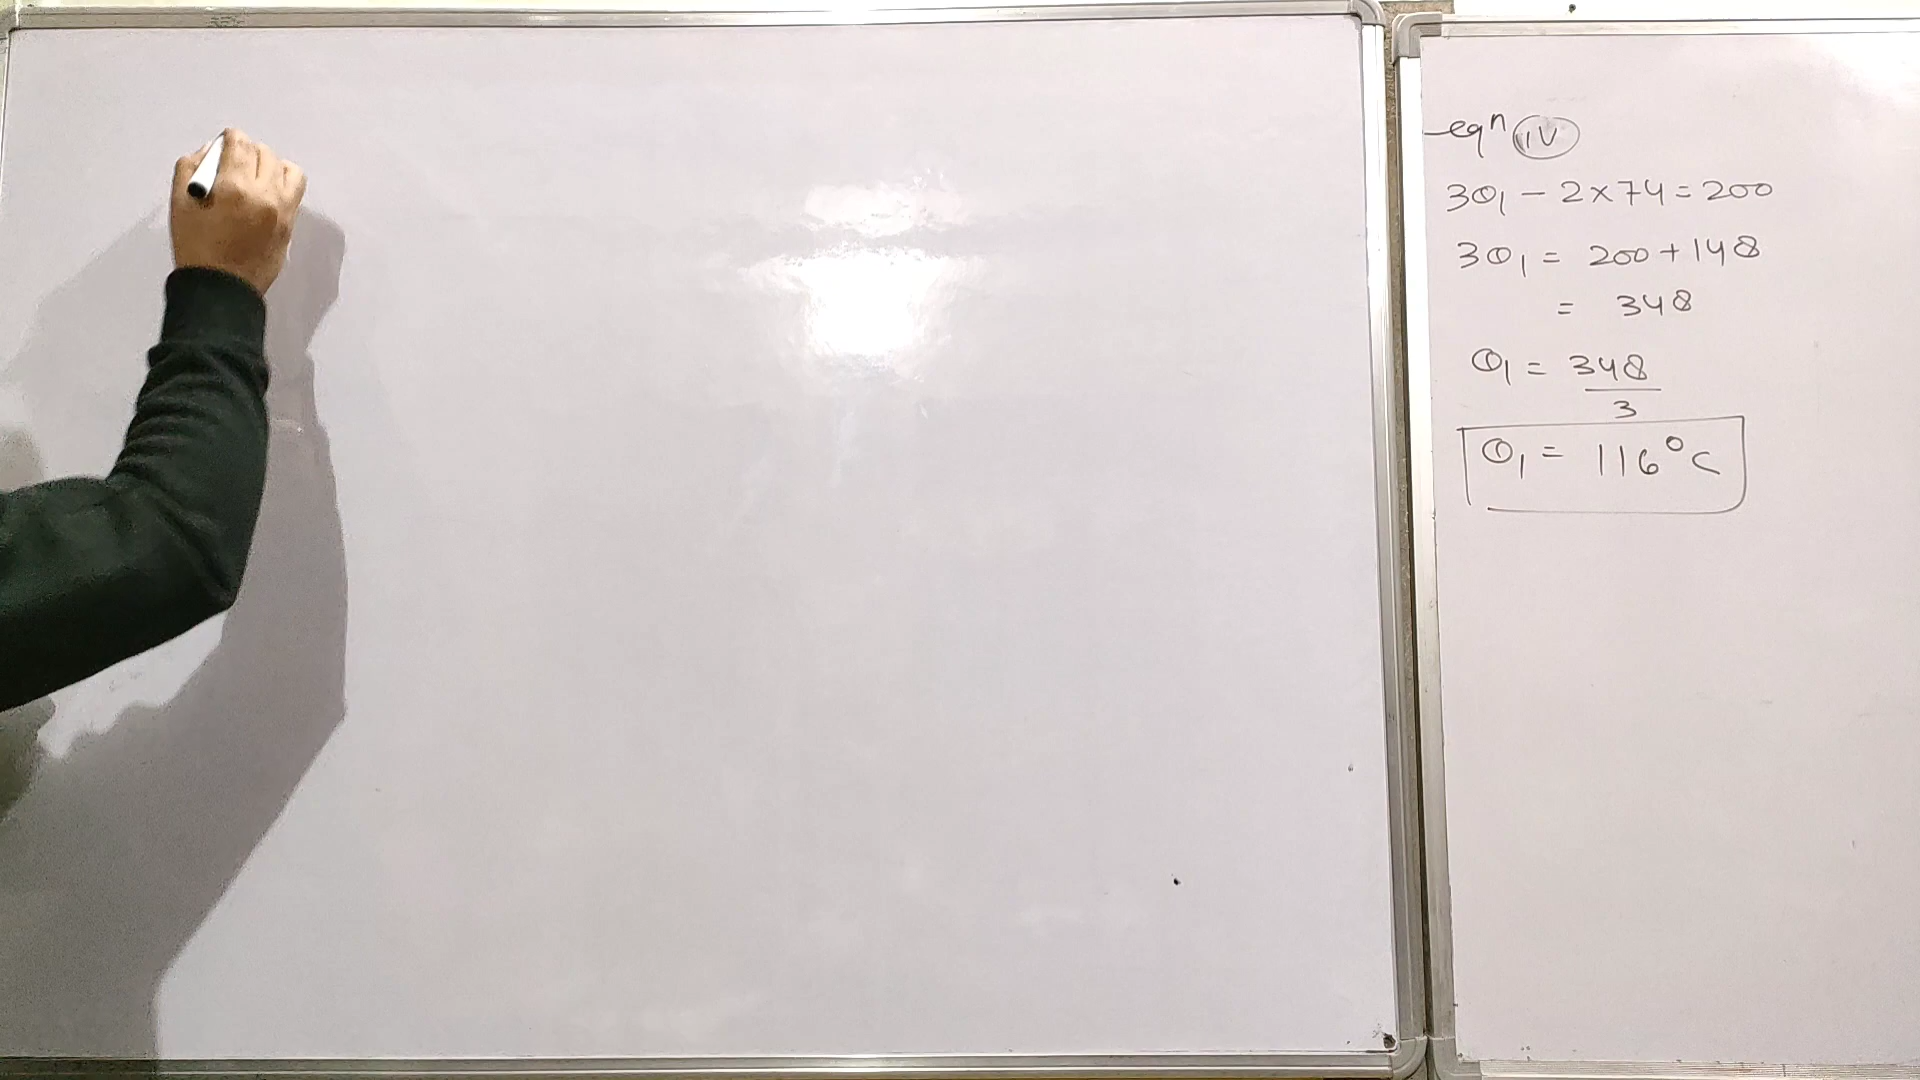 eqⁿ (IV)
3θ₁ - 2×74 = 200
3θ₁ = 200 + 148
= 348
θ₁ = 348
3
θ₁ = 116°C